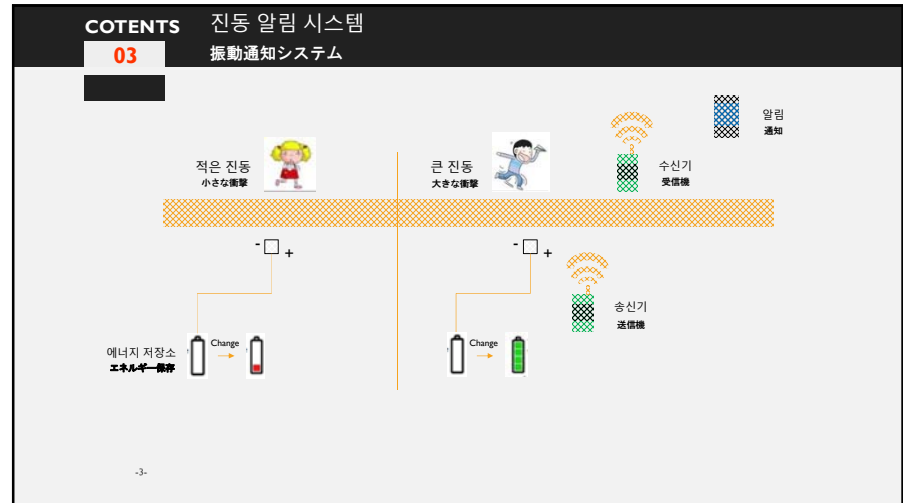 COTENTS
03
진동 알림 시스템
振動通知システム
알림
通知
적은 진동
小さな衝撃
큰 진동
大きな衝撃
수신기
受信機
- +
- +
송신기
送信機
에너지 저장소
エネルギー保存
Change
Change
-3-